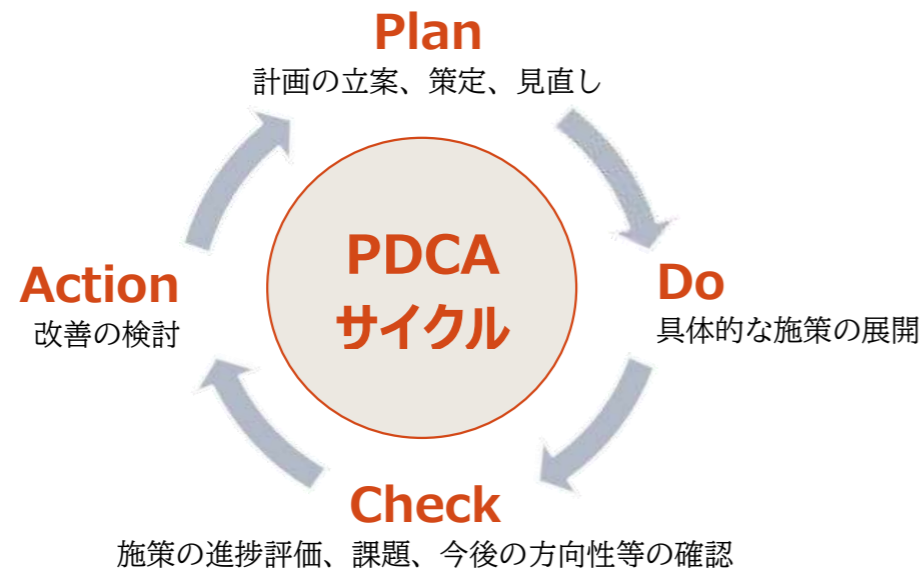 Plan
計画の立案、策定、見直し
PDCA
サイクル
Action
改善の検討
Do
具体的な施策の展開
Check
施策の進捗評価、課題、今後の方向性等の確認